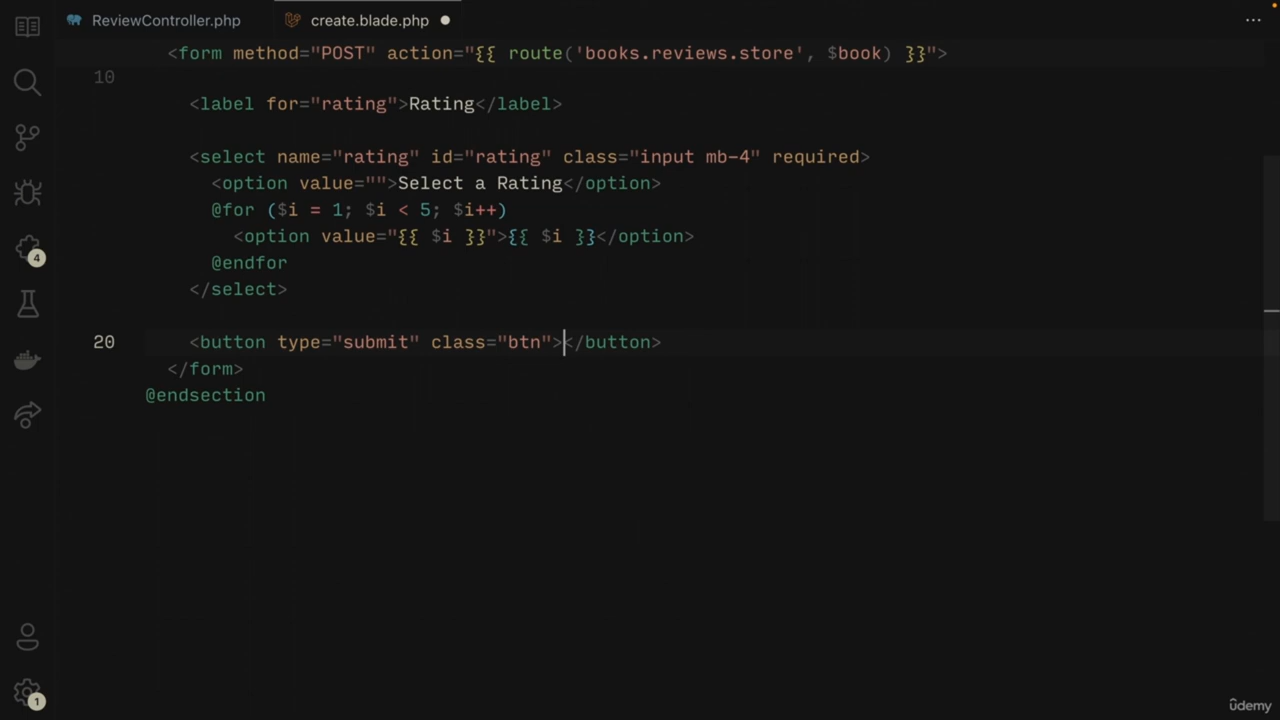 ReviewController.php create.blade.php
<form method="POST" action="{{ route('books.reviews.store', $book) }}">
10
<label for="rating">Rating</label>
<select name="rating" id="rating" class="input mb-4" required>
<option value="">Select a Rating</option>
@for ($i = 1; $i < 5; $i++)
<option value="{{ $i }}">{{ $i }}</option>
@endfor
</select>
20 <button type="submit" class="btn"></button>
</form>
@endsection
4
1
ûdemy